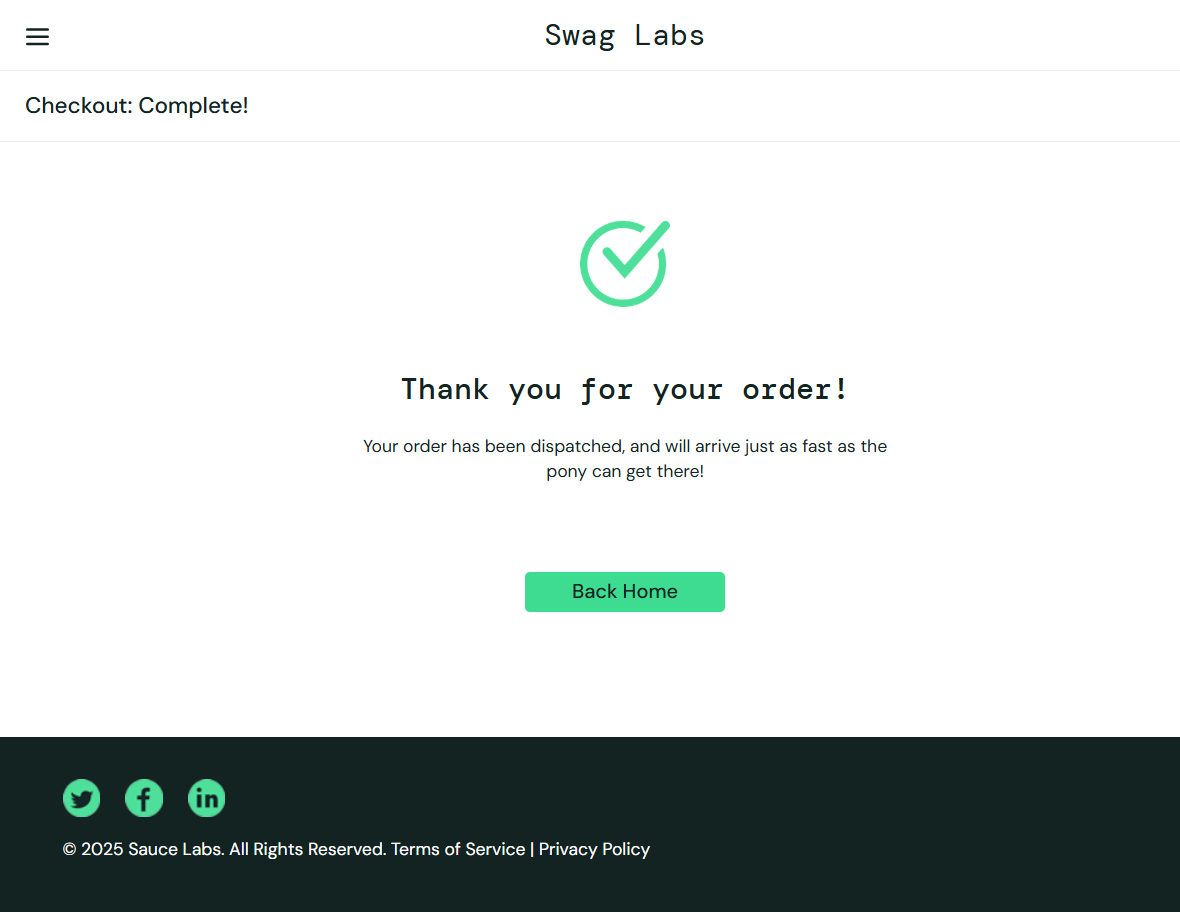 Swag Labs
Checkout: Complete!
Thank you for your order!
Your order has been dispatched, and will arrive just as fast as the
pony can get there!
Back Home
© 2025 Sauce Labs. All Rights Reserved. Terms of Service | Privacy Policy